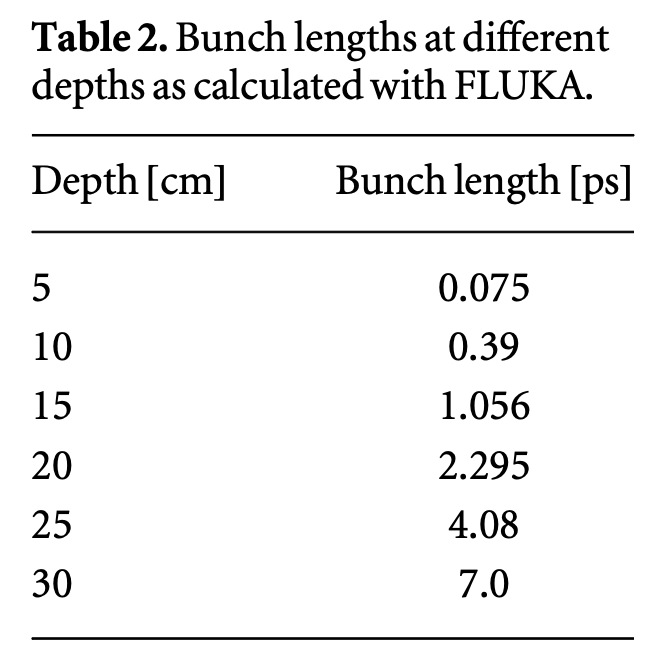 Table 2. Bunch lengths at different
depths as calculated with FLUKA.
Depth [cm] Bunch length [ps]
5 0.075
10 0.39
15 1.056
20 2.295
25 4.08
30 7.0